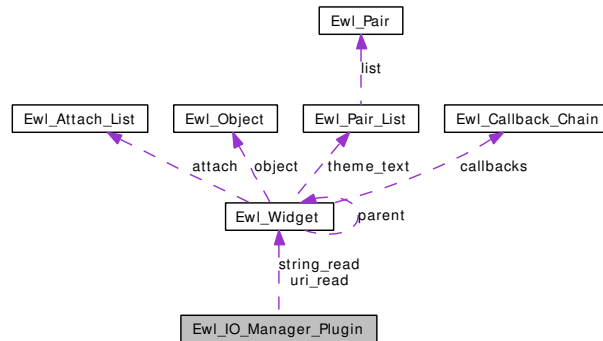 Ewl_Pair
list
Ewl_Attach_List
Ewl_Object
Ewl_Pair_List
Ewl_Callback_Chain
attach
object
theme_text
callbacks
Ewl_Widget
parent
string_read
uri_read
Ewl_IO_Manager_Plugin